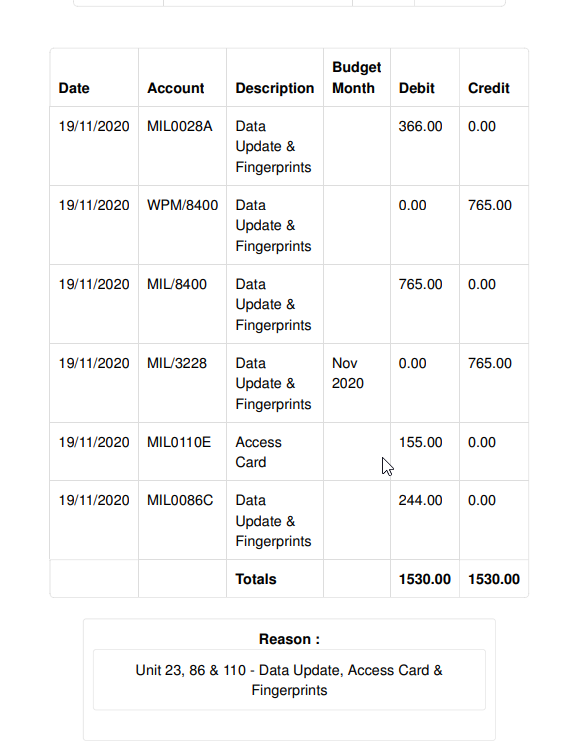 Date Account Description Budget Month Debit Credit
19/11/2020 MIL0028A Data Update & Fingerprints 366.00 0.00
19/11/2020 WPM/8400 Data Update & Fingerprints 0.00 765.00
19/11/2020 MIL/8400 Data Update & Fingerprints 765.00 0.00
19/11/2020 MIL/3228 Data Update & Fingerprints Nov 2020 0.00 765.00
19/11/2020 MIL0110E Access Card 155.00 0.00
19/11/2020 MIL0086C Data Update & Fingerprints 244.00 0.00
Totals 1530.00 1530.00
Reason :
Unit 23, 86 & 110 - Data Update, Access Card &
Fingerprints